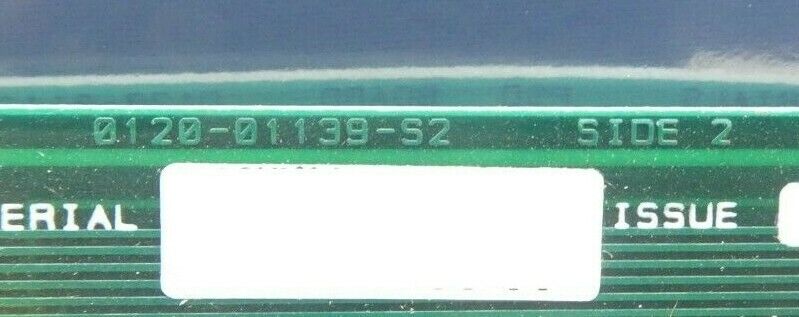 0120-01139-S2 SIDE 2
ERIAL ISSUE